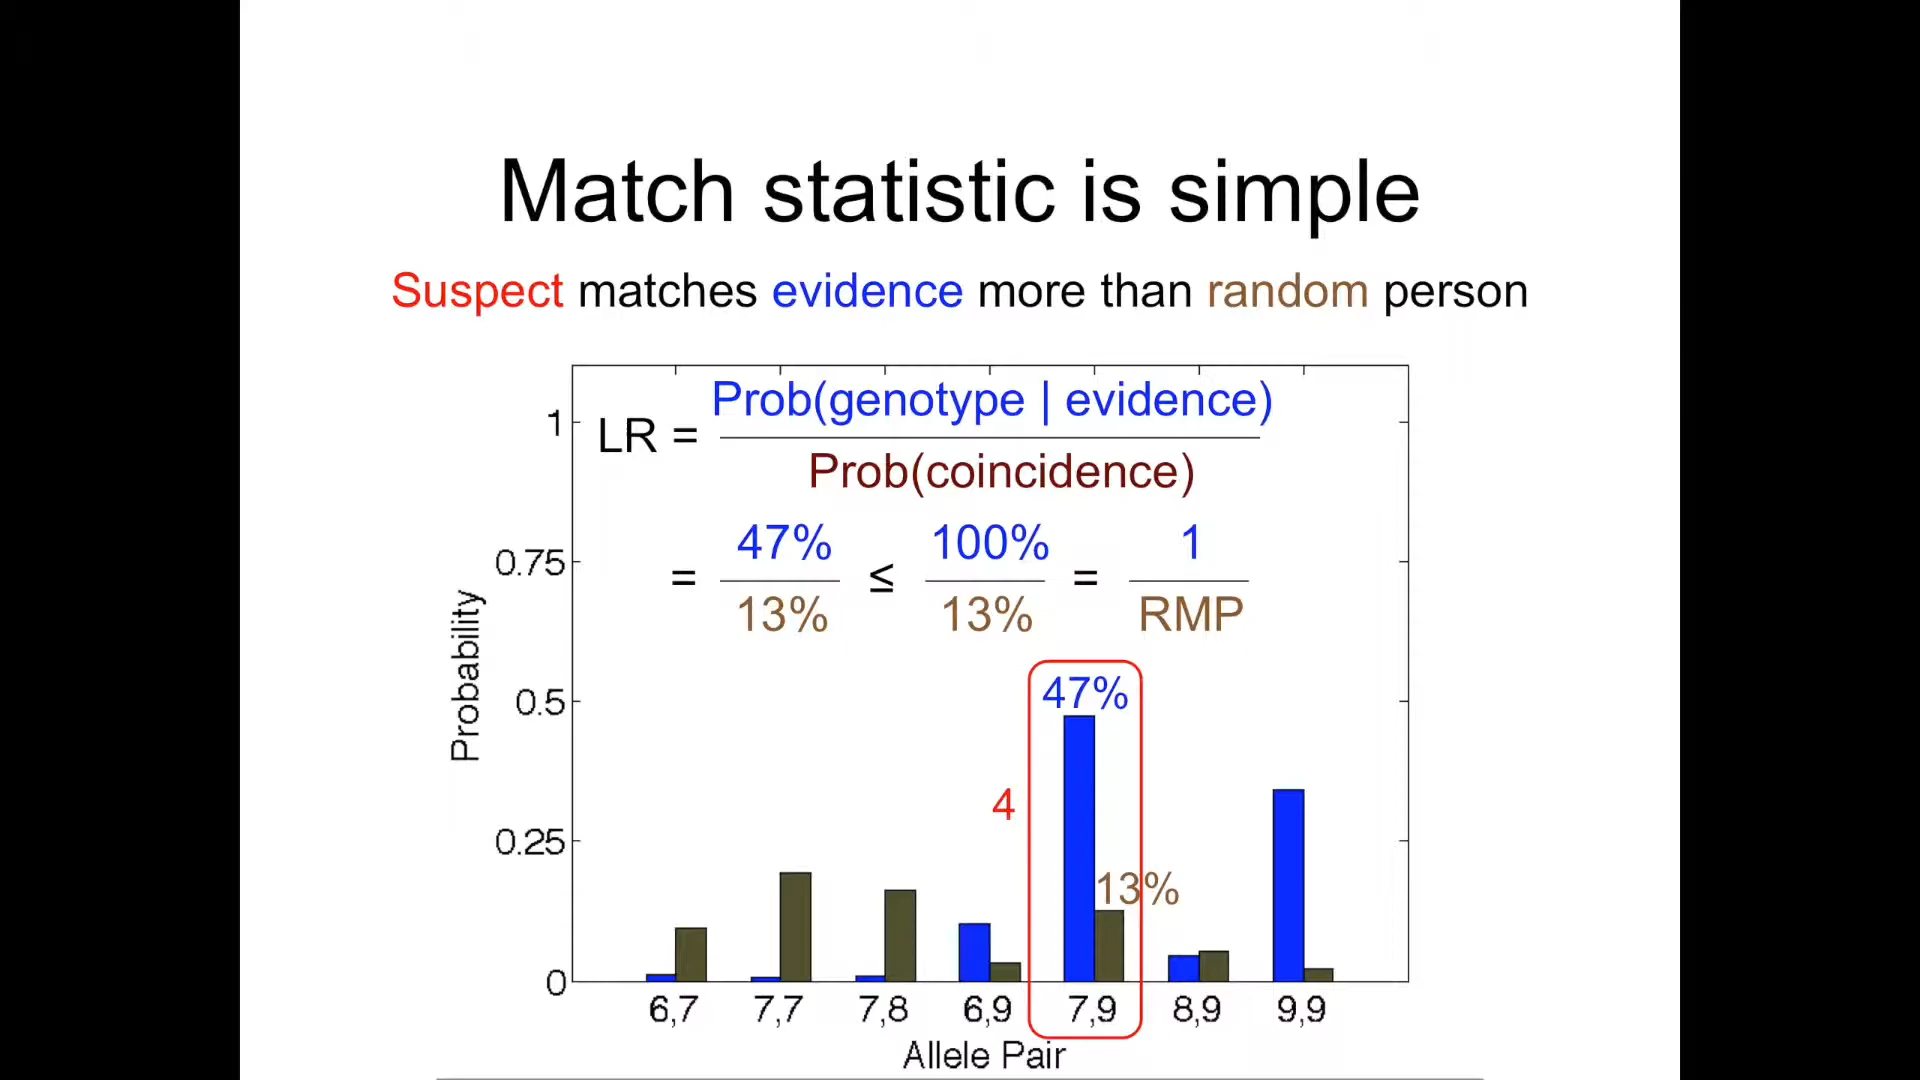 Match statistic is simple
Suspect matches evidence more than random person
Prob(genotype | evidence)
LR =
Prob(coincidence)
= 47% ≤ 100% = 1
13% 13% RMP
Probability
1
0.75
0.5
0.25
0
47%
4
13%
6,7 7,7 7,8 6,9 7,9 8,9 9,9
Allele Pair